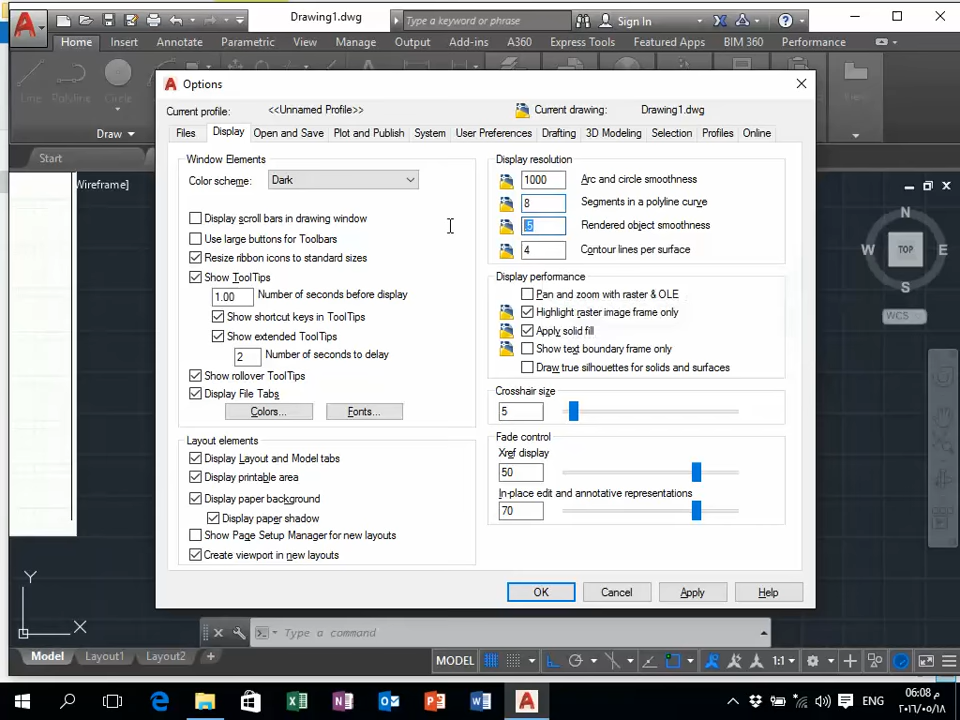 Drawing1.dwg
Type a keyword or phrase
Sign In
Home Insert Annotate Parametric View Manage Output Add-ins A360 Express Tools Featured Apps BIM 360 Performance
Line Polyline Circle
Draw
Start
Wireframe]
Options
Current profile: <<Unnamed Profile>> Current drawing: Drawing1.dwg
Files Display Open and Save Plot and Publish System User Preferences Drafting 3D Modeling Selection Profiles Online
Window Elements
Color scheme: Dark
Display scroll bars in drawing window
Use large buttons for Toolbars
Resize ribbon icons to standard sizes
Show ToolTips
1.00 Number of seconds before display
Show shortcut keys in ToolTips
Show extended ToolTips
2 Number of seconds to delay
Show rollover ToolTips
Display File Tabs
Colors... Fonts...
Layout elements
Display Layout and Model tabs
Display printable area
Display paper background
Display paper shadow
Show Page Setup Manager for new layouts
Create viewport in new layouts
Display resolution
1000 Arc and circle smoothness
8 Segments in a polyline curve
.5 Rendered object smoothness
4 Contour lines per surface
Display performance
Pan and zoom with raster & OLE
Highlight raster image frame only
Apply solid fill
Show text boundary frame only
Draw true silhouettes for solids and surfaces
Crosshair size
5
Fade control
Xref display
50
In-place edit and annotative representations
70
OK Cancel Apply Help
N
W TOP E
S
WCS
Y
X
Type a command
Model Layout1 Layout2 +
MODEL 1:1
ENG
06:08 م
٢٠١٦/٠٥/١٨